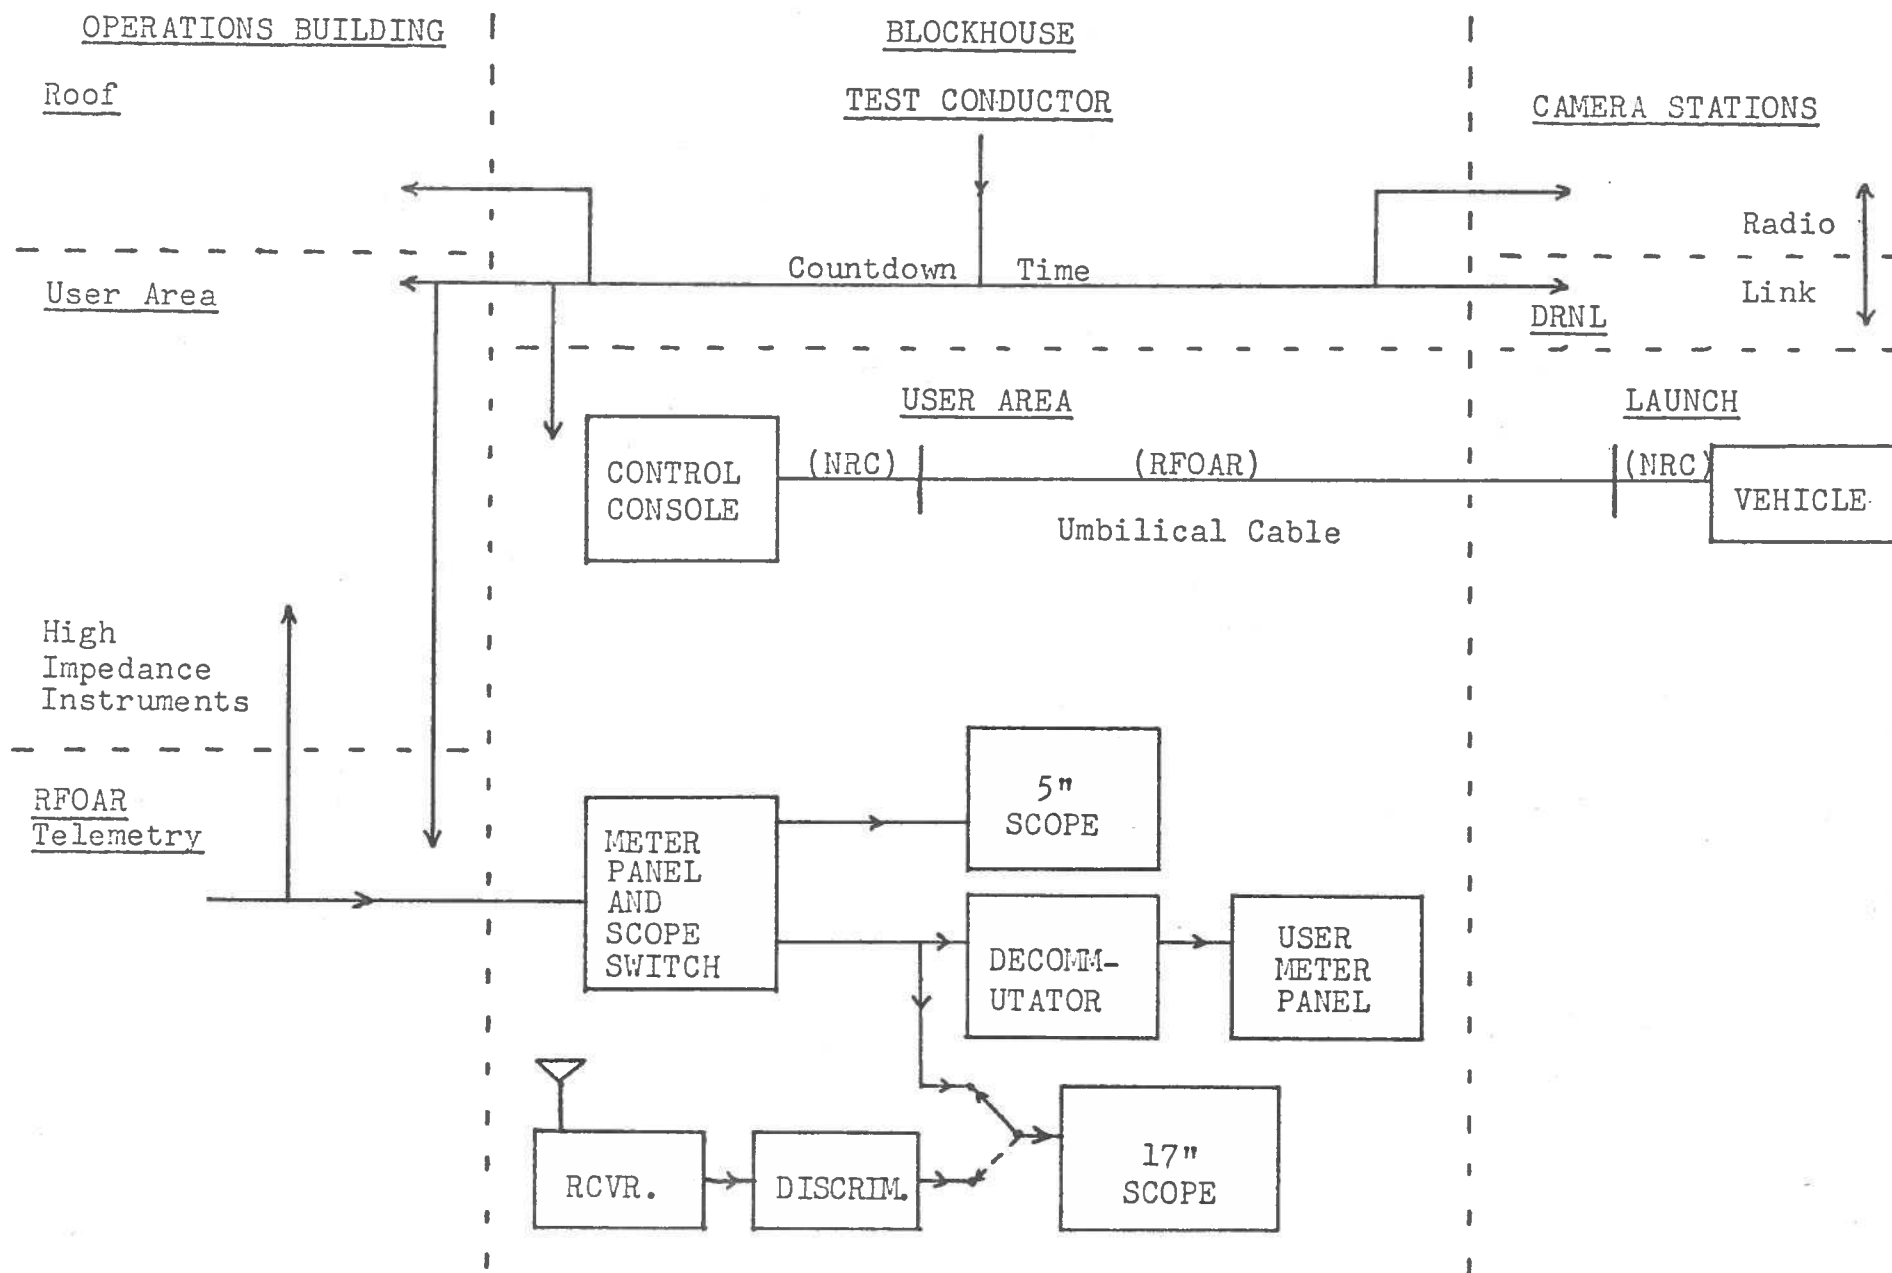 OPERATIONS BUILDING
Roof
User Area
High
Impedance
Instruments
RFOAR
Telemetry
BLOCKHOUSE
TEST CONDUCTOR
Countdown Time
USER AREA
CONTROL
CONSOLE
(NRC)
(RFOAR)
Umbilical Cable
METER
PANEL
AND
SCOPE
SWITCH
5"
SCOPE
DECOMM-
UTATOR
USER
METER
PANEL
RCVR.
DISCRIM.
17"
SCOPE
CAMERA STATIONS
Radio
Link
DRNL
LAUNCH
(NRC)
VEHICLE